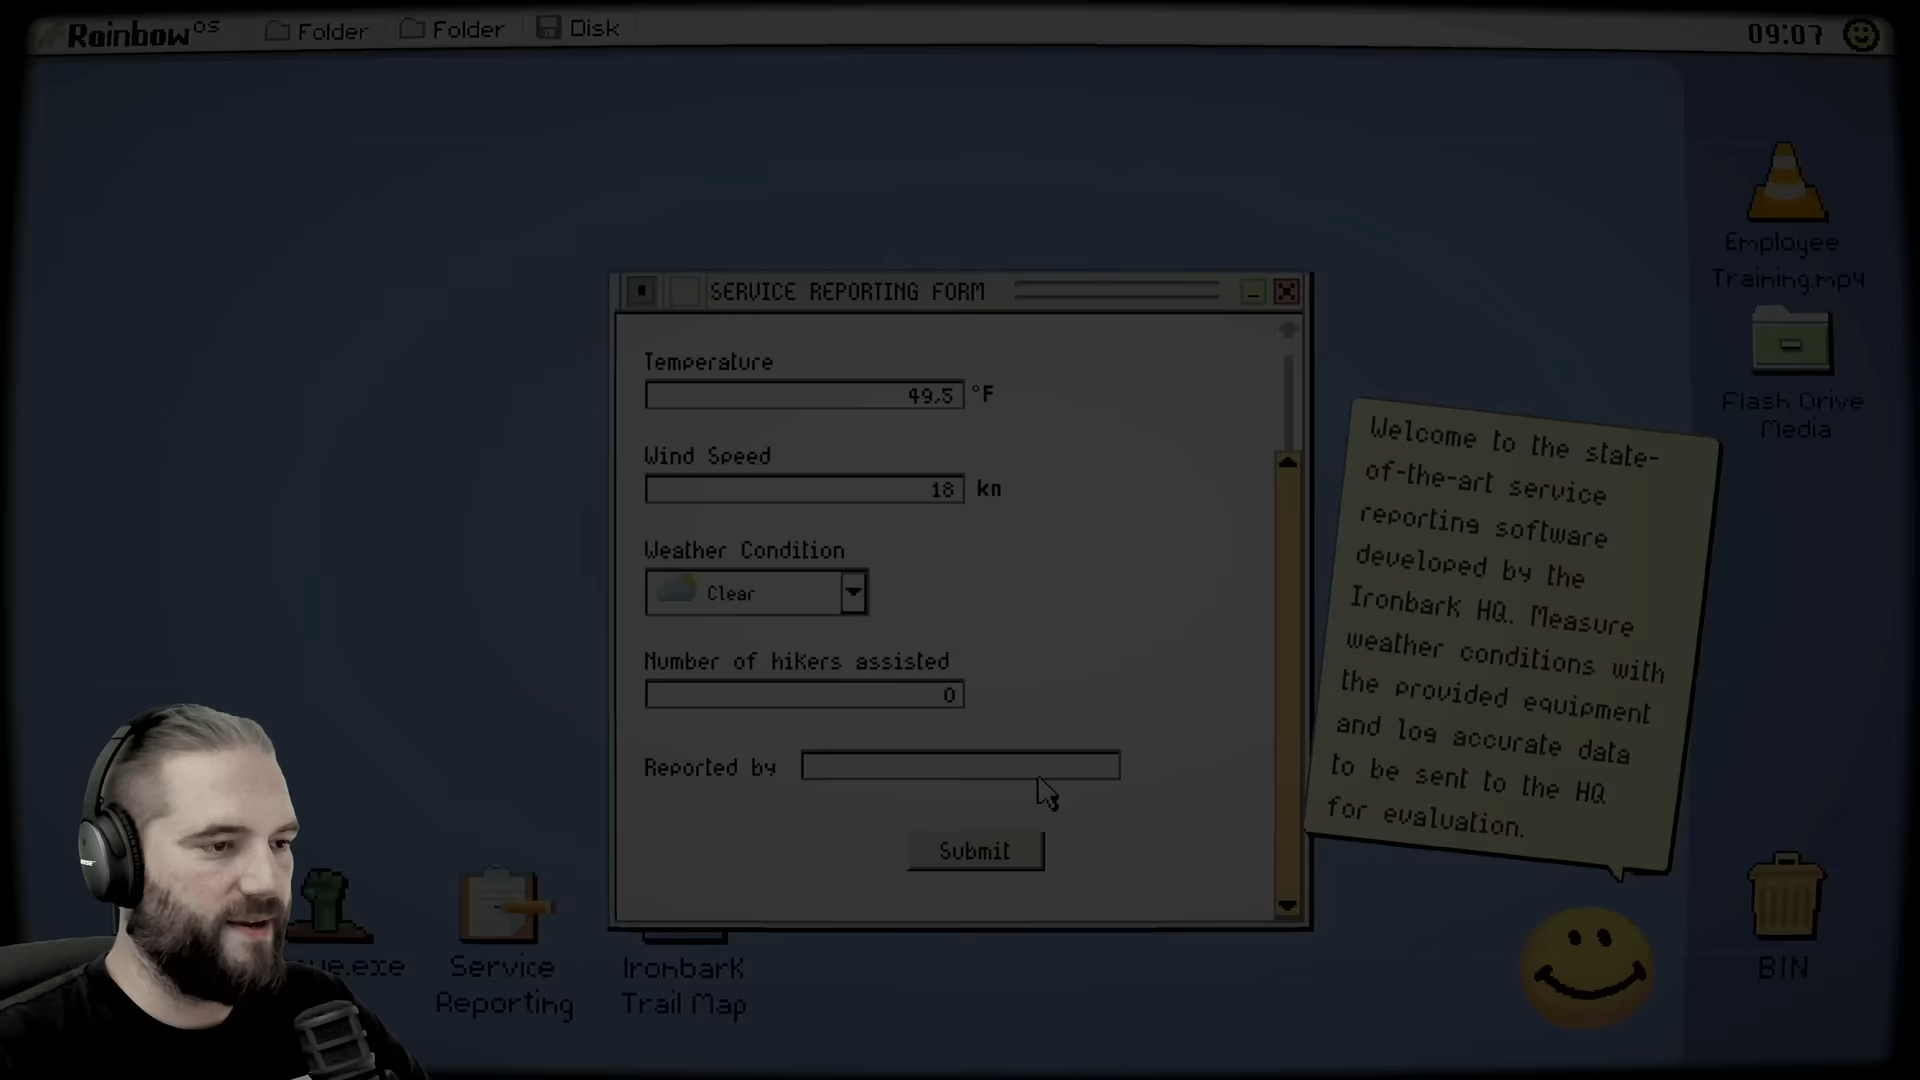 RainbowOS
Folder
Folder
Disk
09:07
SERVICE REPORTING FORM
Temperature
49.5 °F
Wind Speed
18 kn
Weather Condition
Clear
Number of hikers assisted
0
Reported by
Submit
Welcome to the state-
of-the-art service
reporting software
developed by the
Ironbark HQ. Measure
weather conditions with
the provided equipment
and log accurate data
to be sent to the HQ
for evaluation.
Employee
Training.mp4
Flash Drive
Media
BIN
Service
Reporting
Ironbark
Trail Map